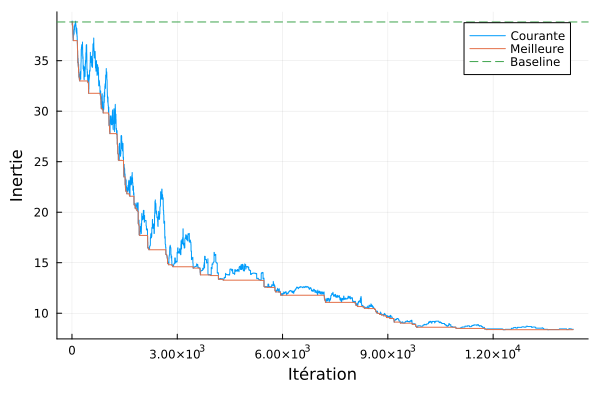 Inertie
35
30
25
20
15
10
Courante
Meilleure
Baseline
0
3.00×10³
6.00×10³
9.00×10³
1.20×10⁴
Itération